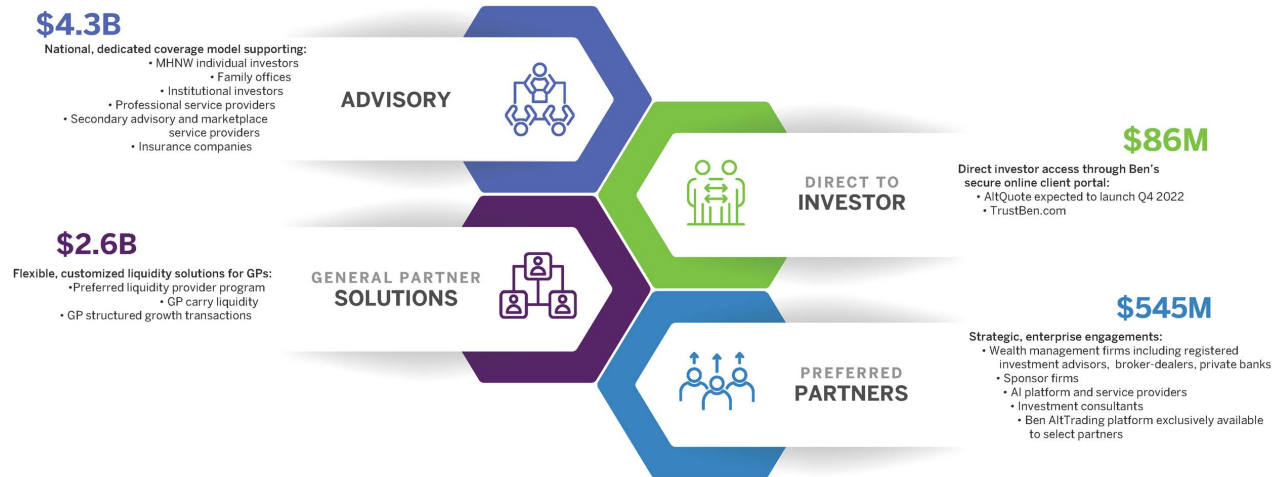 $4.3B
National, dedicated coverage model supporting:
• MHNW individual investors
• Family offices
• Institutional investors
• Professional service providers
• Secondary advisory and marketplace
service providers
• Insurance companies
ADVISORY
$86M
Direct investor access through Ben's
secure online client portal:
• AltQuote expected to launch Q4 2022
• TrustBen.com
DIRECT TO
INVESTOR
$2.6B
Flexible, customized liquidity solutions for GPs:
•Preferred liquidity provider program
• GP carry liquidity
• GP structured growth transactions
GENERAL PARTNER
SOLUTIONS
$545M
Strategic, enterprise engagements:
• Wealth management firms including registered
investment advisors, broker-dealers, private banks
• Sponsor firms
• AI platform and service providers
• Investment consultants
• Ben AltTrading platform exclusively available
to select partners
PREFERRED
PARTNERS